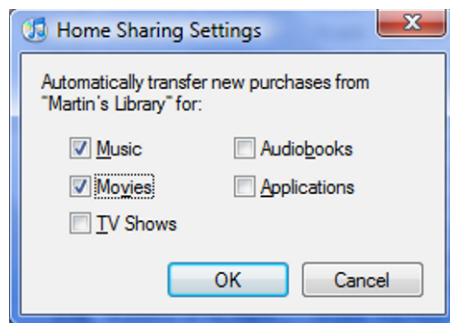 Home Sharing Settings
Automatically transfer new purchases from
"Martin's Library" for:
Music
Audiobooks
Movies
Applications
TV Shows
OK
Cancel